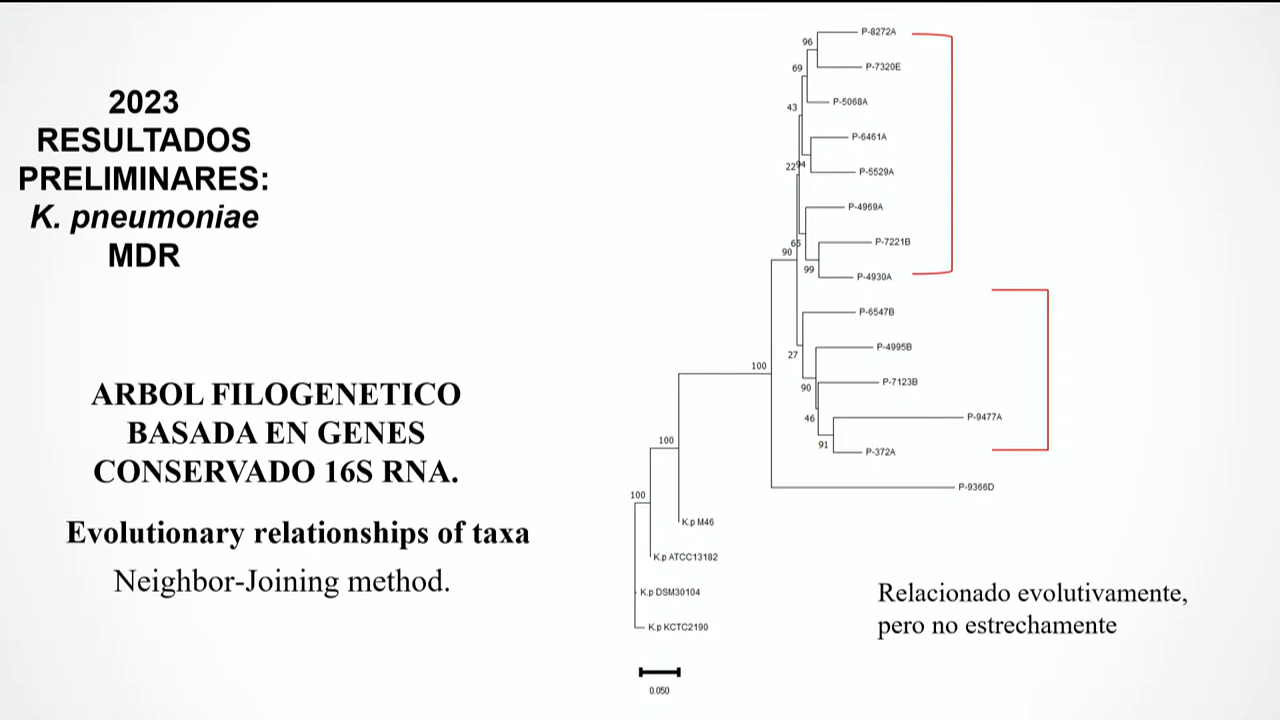 2023
RESULTADOS
PRELIMINARES:
K. pneumoniae
MDR
ARBOL FILOGENETICO
BASADA EN GENES
CONSERVADO 16S RNA.
Evolutionary relationships of taxa
Neighbor-Joining method.
P-8272A
96
P-7320E
69
P-5068A
43
P-6461A
22
94
P-5529A
P-4969A
65
P-7221B
90
99
P-4930A
P-6547B
27
P-4995B
P-7123B
90
P-9477A
46
91
P-372A
100
P-9366D
100
K.p M46
100
K.p ATCC13182
K.p DSM30104
K.p KCTC2190
0.050
Relacionado evolutivamente,
pero no estrechamente